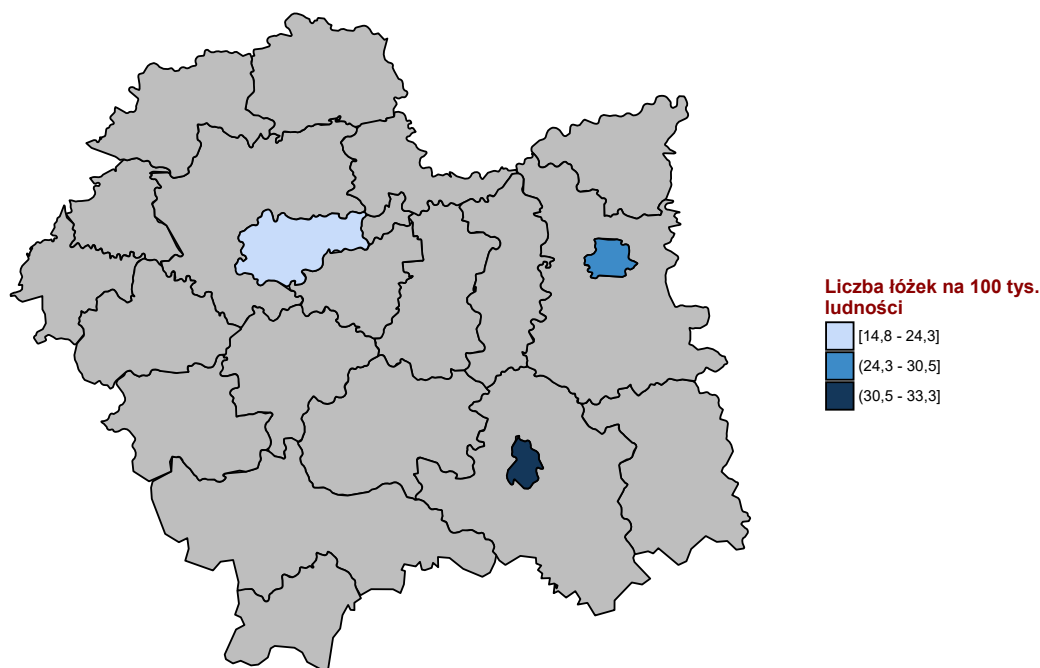 Liczba łóżek na 100 tys.
ludności
[14,8 - 24,3]
(24,3 - 30,5]
(30,5 - 33,3]